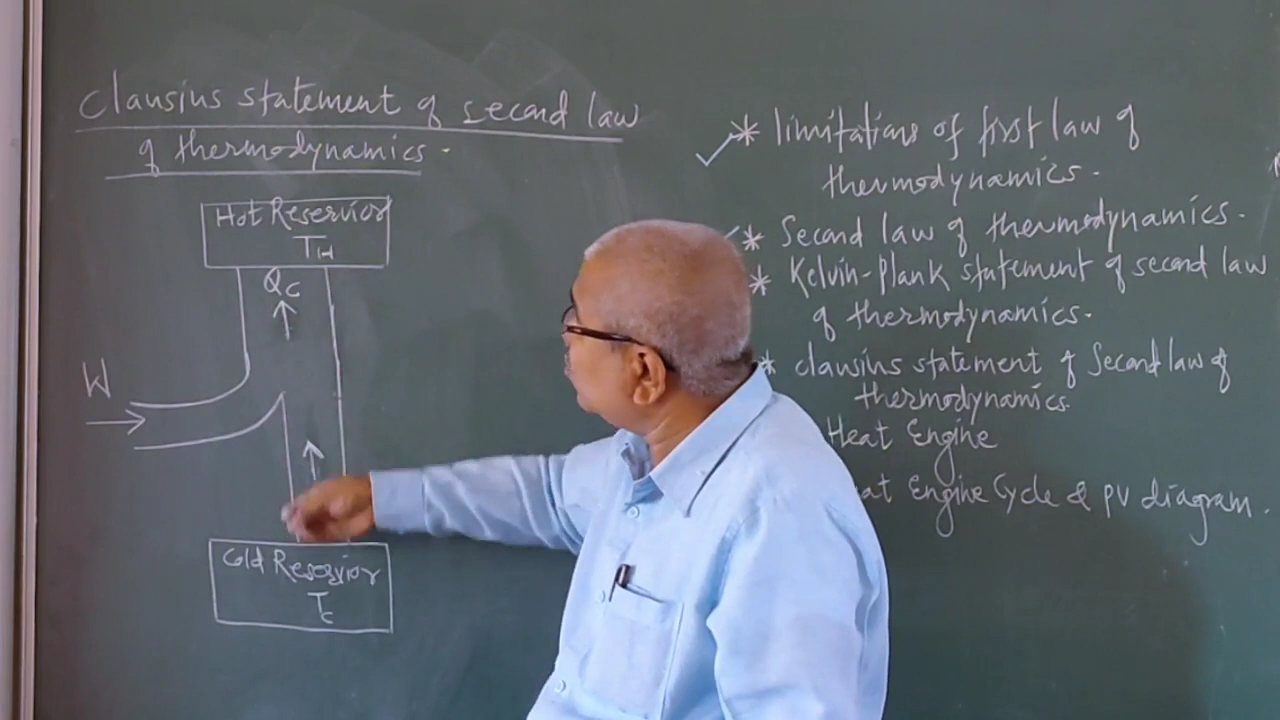 Clausius statement of second law
of thermodynamics.
Hot Reservior
TH
QC
W
Cold Reservior
Tc
* limitations of first law of
thermodynamics.
* Second law of thermodynamics.
* Kelvin-Plank statement of second law
of thermodynamics.
* clausius statement of Second law of
thermodynamics.
Heat Engine
Engine Cycle & PV diagram.